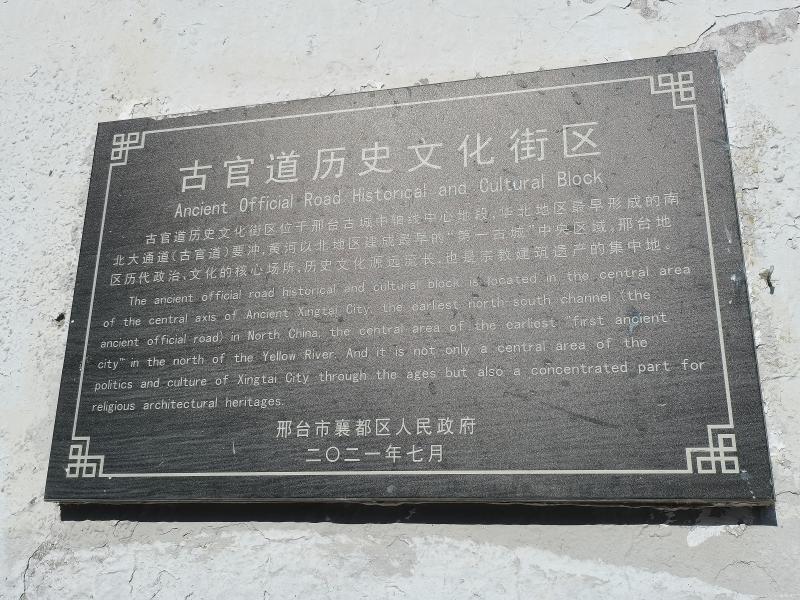 古官道历史文化街区
Ancient Official Road Historical and Cultural Block
古官道历史文化街区位于邢台古城中轴线中心地段,华北地区最早形成的南
北大通道(古官道)要冲,黄河以北地区建成最早的“第一古城”中央区域,邢台地
区历代政治、文化的核心场所,历史文化源远流长,也是宗教建筑遗产的集中地。
The ancient official road historical and cultural block is located in the central area
of the central axis of Ancient Xingtai City, the earliest north-south channel (the
ancient official road) in North China, the central area of the earliest "first ancient
city" in the north of the Yellow River. And it is not only a central area of the
politics and culture of Xingtai City through the ages but also a concentrated part for
religious architectural heritages.
邢台市襄都区人民政府
二〇二一年七月